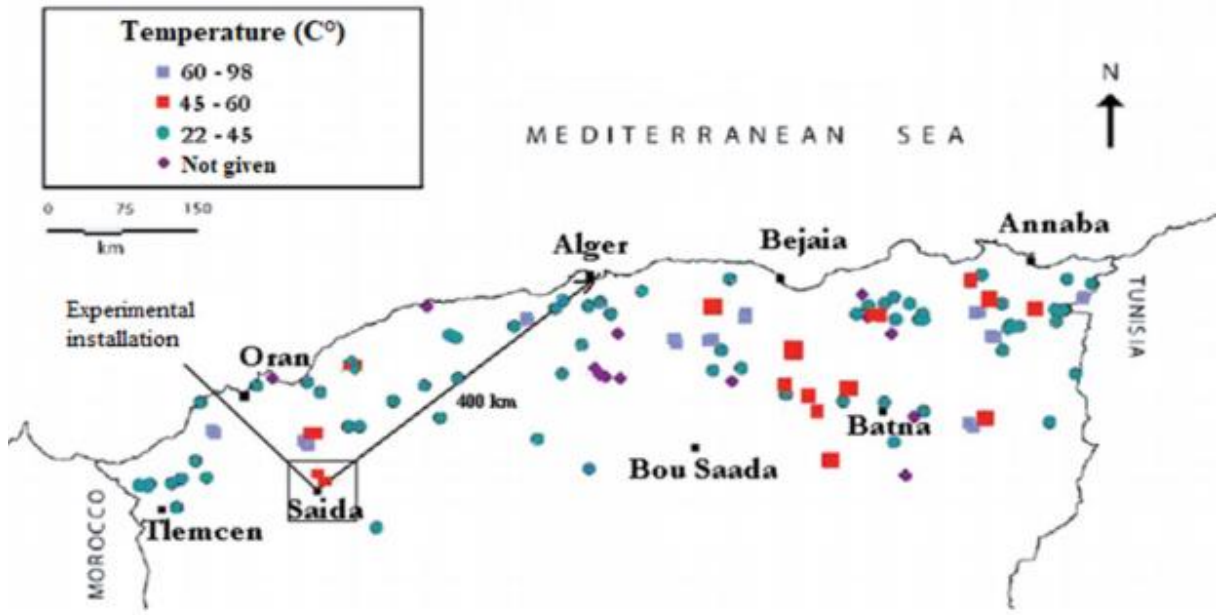 Temperature (C°)
60 - 98
45 - 60
22 - 45
Not given
0 75 150
km
N
MEDITERRANEAN SEA
Annaba
Alger
Bejaia
TUNISIA
Experimental
installation
Oran
400 km
Batna
Bou Saada
Saida
Tlemcen
MOROCCO